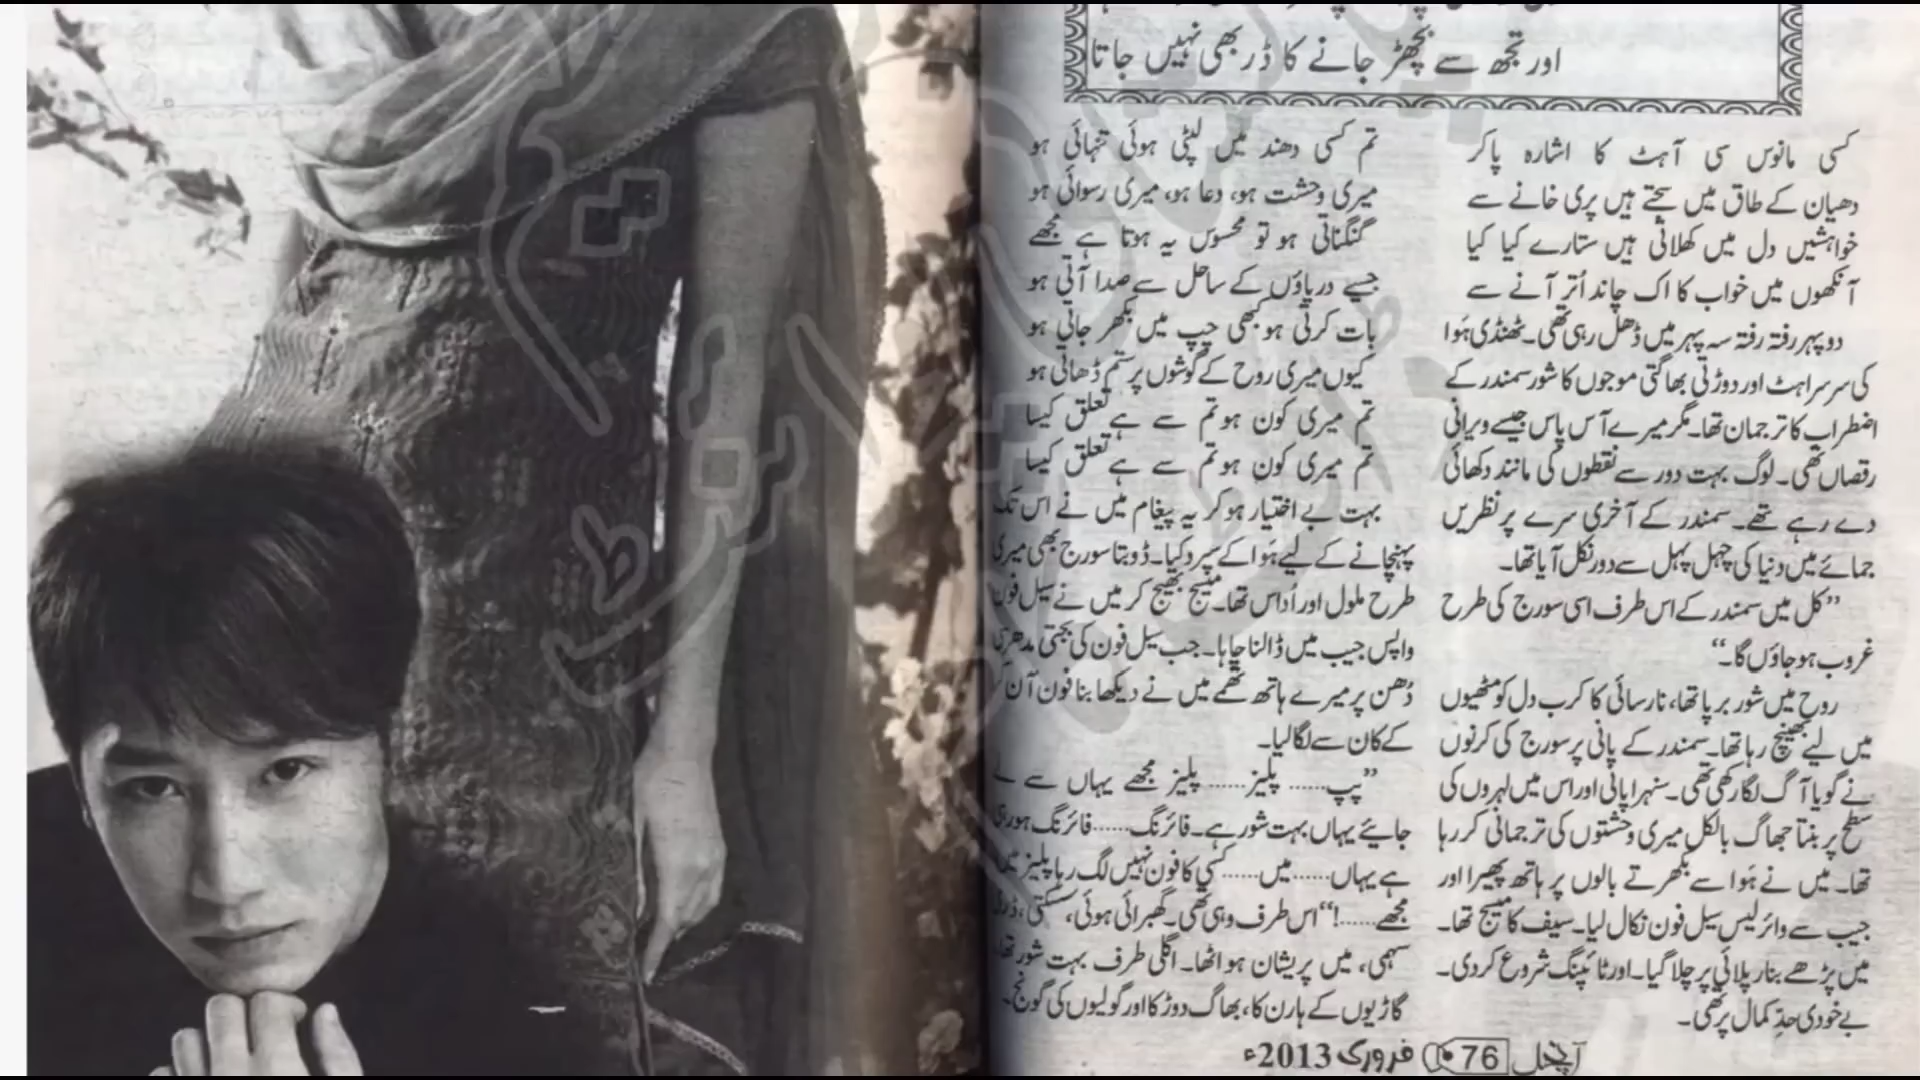 اور تجھ سے بچھڑ جانے کا ڈر بھی نہیں جاتا
کسی مانوس سی آہٹ کا اشارہ پاکر
دھیان کے طاق میں سجتے ہیں پری خانے سے
خواہشیں دل میں کھلاتی ہیں ستارے کیا کیا
آنکھوں میں خواب کا اک چاند اُتر آنے سے
دوپہر رفتہ رفتہ سہ پہر میں ڈھل رہی تھی۔ ٹھنڈی ہَوا
کی سرسراہٹ اور دوڑتی بھاگتی موجوں کا شور سمندر کے
اضطراب کا ترجمان تھا۔ مگر میرے آس پاس جیسے ویرانی
رقصاں تھی۔ لوگ بہت دور سے نقطوں کی مانند دکھائی
دے رہے تھے۔ سمندر کے آخری سرے پر نظریں
جمائے میں دنیا کی چہل پہل سے دور نکل آیا تھا۔
”کل میں سمندر کے اس طرف اسی سورج کی طرح
غروب ہوجاؤں گا۔“
روح میں شور برپا تھا، نارسائی کا کرب دل کو مٹھیوں
میں لیے بھینچ رہا تھا۔ سمندر کے پانی پر سورج کی کرنوں
نے گویا آگ لگا رکھی تھی۔ سنہرا پانی اور اس میں لہروں کی
سطح پر بنتا جھاگ بالکل میری وحشتوں کی ترجمانی کر رہا
تھا۔ میں نے ہَوا سے بکھرتے بالوں پر ہاتھ پھیرا اور
جیب سے وائرلیس سیل فون نکال لیا۔ سیف کا میسج تھا۔
میں پڑھے بنا رپلائی پر چلا گیا۔ اور ٹائپنگ شروع کردی۔
بے خودی حدِ کمال پر تھی۔
تم کسی دھند میں لپٹی ہوئی تنہائی ہو
میری وحشت ہو، دعا ہو، میری رسوائی ہو
گنگناتی ہو تو محسوس یہ ہوتا ہے مجھے
جیسے دریاؤں کے ساحل سے صدا آتی ہو
بات کرتی ہو کبھی چپ میں بکھر جاتی ہو
کیوں میری روح کے گوشوں پر ستم ڈھاتی ہو
تم میری کون ہو تم سے ہے تعلق کیسا
تم میری کون ہو تم سے ہے تعلق کیسا
بہت بے اختیار ہوکر یہ پیغام میں نے اس تک
پہنچانے کے لیے ہَوا کے سپرد کیا۔ ڈوبتا سورج بھی میری
طرح ملول اور اُداس تھا۔ میسج بھیج کر میں نے سیل فون
واپس جیب میں ڈالنا چاہا۔ جب سیل فون کی بجتی مدھر سی
دُھن پر میرے ہاتھ تھمے میں نے دیکھا بنا فون آن
کے کان سے لگالیا۔
”پپ...... پلیز...... پلیز مجھے یہاں سے لے
جایئے یہاں بہت شور ہے۔ فائرنگ...... فائرنگ ہورہی
ہے یہاں...... میں...... کسی کا فون نہیں لگ رہا پلیز میں
مجھے......!“ اس طرف وہی تھی۔ گھبرائی ہوئی، سسکتی،
سہمی، میں پریشان ہو اٹھا۔ اگلی طرف بہت شور تھا
گاڑیوں کے ہارن کا، بھاگ دوڑ کا اور گولیوں کی گونج۔
آنچل 76 فروری 2013ء